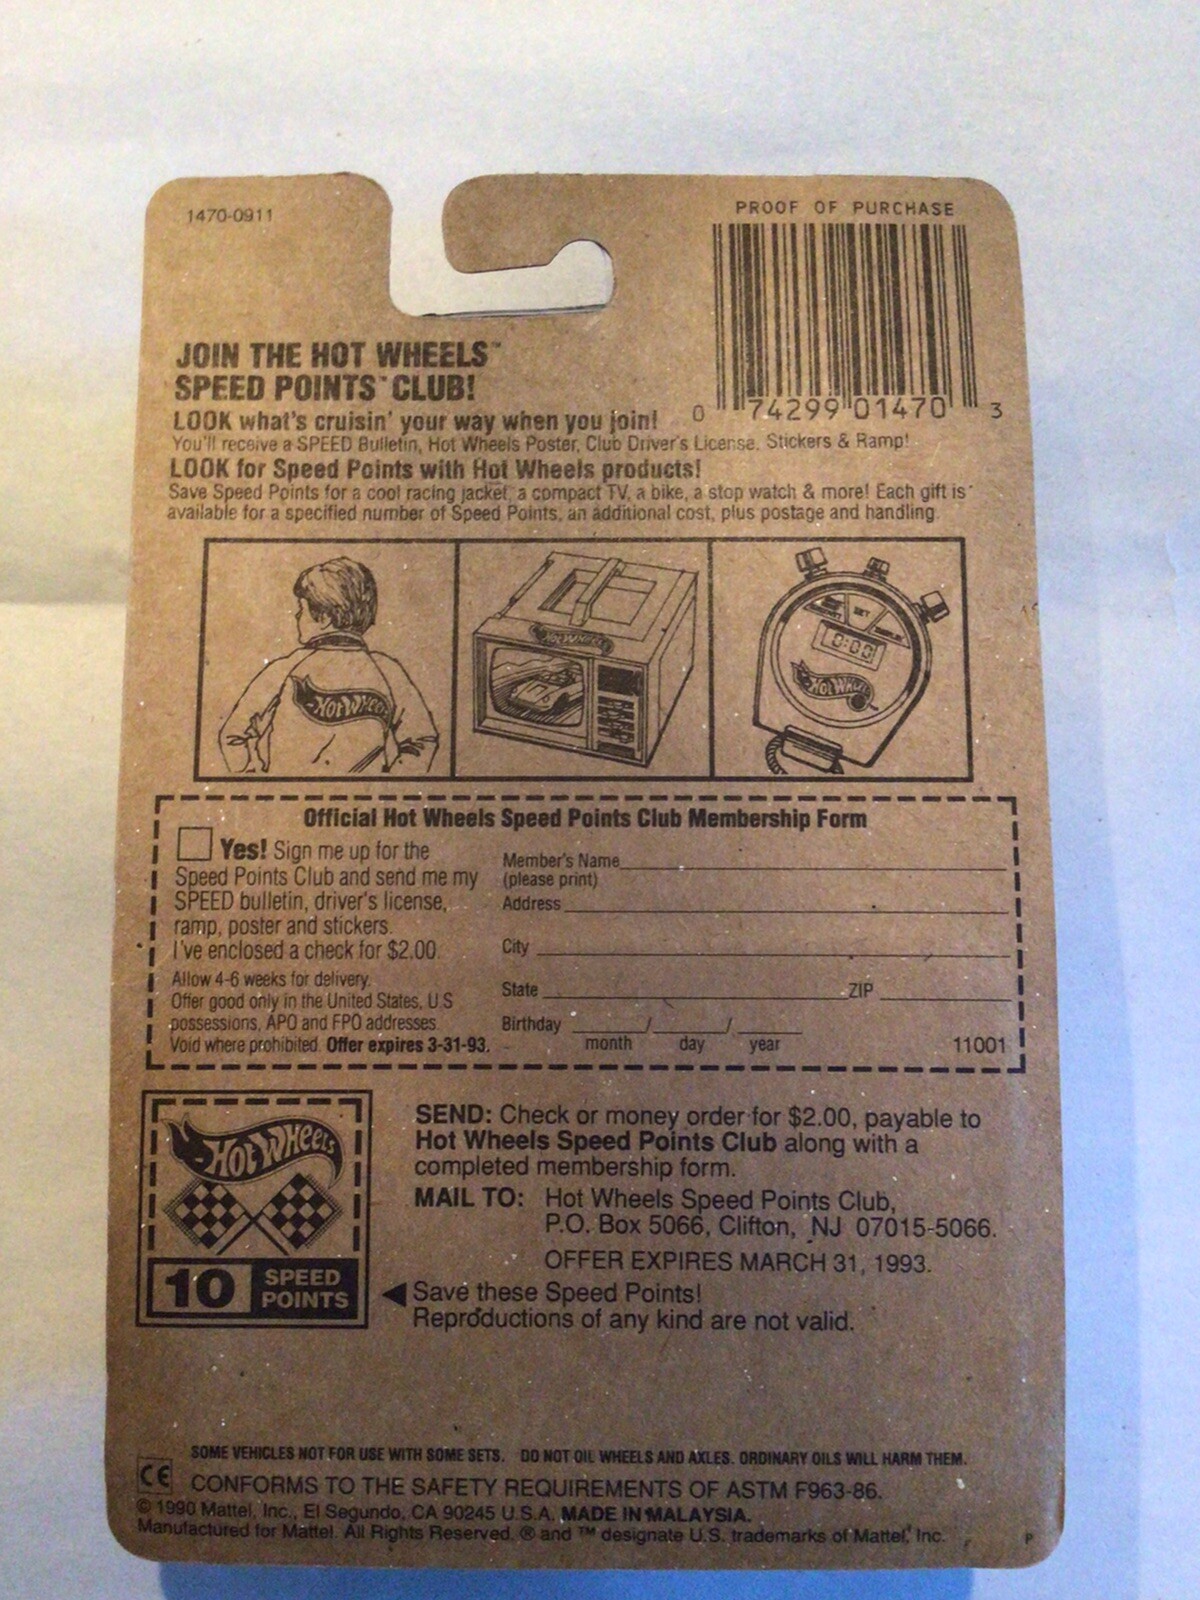 1470-0911
PROOF OF PURCHASE
0 74299 01470 3
JOIN THE HOT WHEELS™
SPEED POINTS™ CLUB!
LOOK what's cruisin' your way when you join!
You'll receive a SPEED Bulletin, Hot Wheels Poster, Club Driver's License, Stickers & Ramp!
LOOK for Speed Points with Hot Wheels products!
Save Speed Points for a cool racing jacket, a compact TV, a bike, a stop watch & more! Each gift is
available for a specified number of Speed Points, an additional cost, plus postage and handling.
HOT WHEELS
HOT WHEELS
SET
0:00
HOT WHEELS
Official Hot Wheels Speed Points Club Membership Form
Yes! Sign me up for the
Speed Points Club and send me my
SPEED bulletin, driver's license,
ramp, poster and stickers.
I've enclosed a check for $2.00.
Allow 4-6 weeks for delivery.
Offer good only in the United States, U.S
possessions, APO and FPO addresses.
Void where prohibited. Offer expires 3-31-93.
Member's Name
(please print)
Address
City
State ZIP
Birthday / /
month day year
11001
HOT WHEELS
10 SPEED
POINTS
SEND: Check or money order for $2.00, payable to
Hot Wheels Speed Points Club along with a
completed membership form.
MAIL TO: Hot Wheels Speed Points Club,
P.O. Box 5066, Clifton, NJ 07015-5066.
OFFER EXPIRES MARCH 31, 1993.
Save these Speed Points!
Reproductions of any kind are not valid.
SOME VEHICLES NOT FOR USE WITH SOME SETS. DO NOT OIL WHEELS AND AXLES. ORDINARY OILS WILL HARM THEM.
CE CONFORMS TO THE SAFETY REQUIREMENTS OF ASTM F963-86.
© 1990 Mattel, Inc., El Segundo, CA 90245 U.S.A. MADE IN MALAYSIA.
Manufactured for Mattel. All Rights Reserved. ® and ™ designate U.S. trademarks of Mattel, Inc.
P